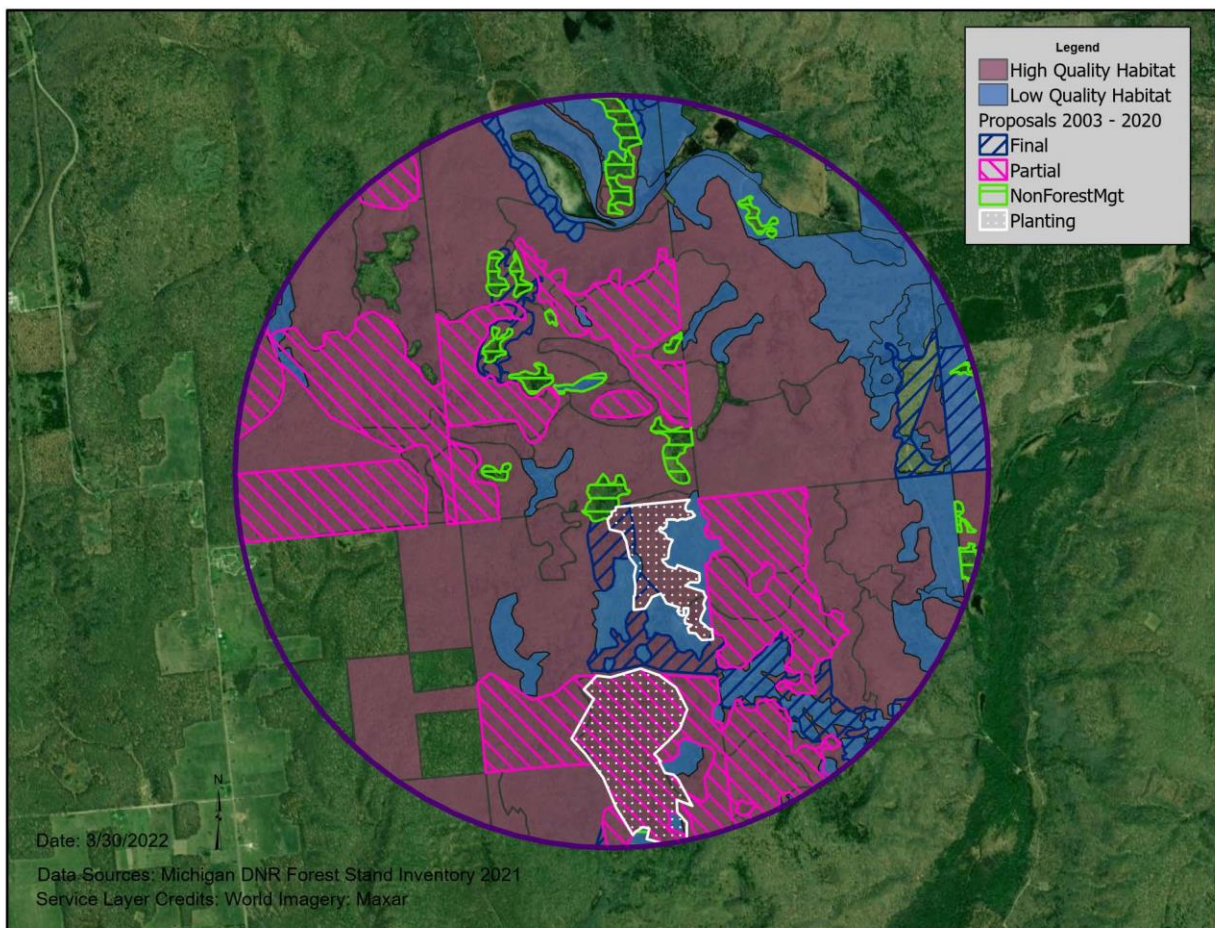 Legend
High Quality Habitat
Low Quality Habitat
Proposals 2003 - 2020
Final
Partial
NonForestMgt
Planting
N
Date: 3/30/2022
Data Sources: Michigan DNR Forest Stand Inventory 2021
Service Layer Credits: World Imagery: Maxar